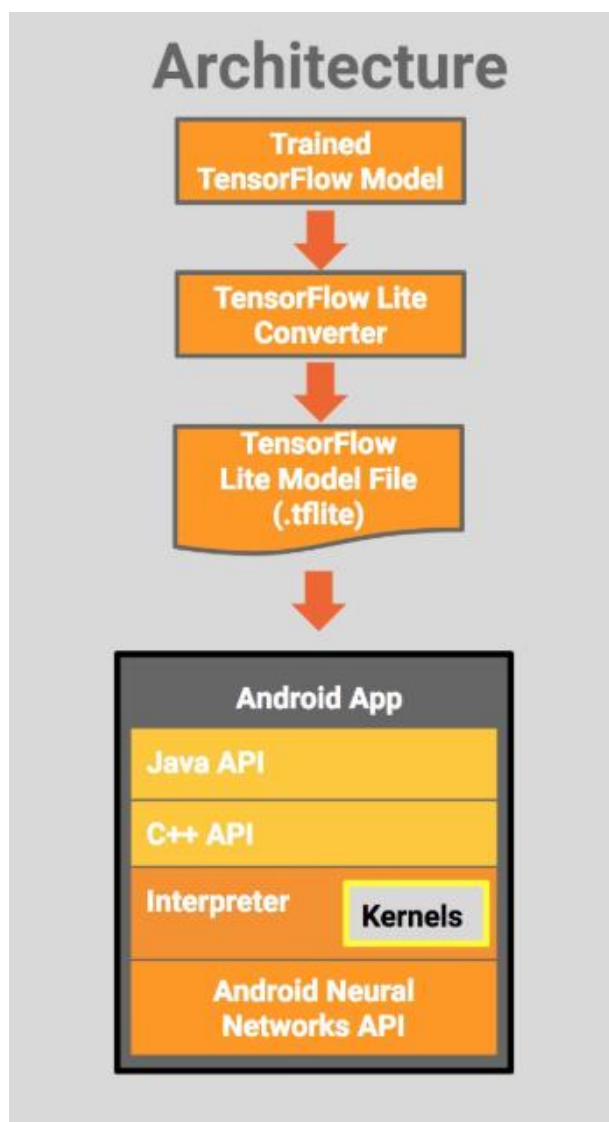 Architecture
Trained
TensorFlow Model
TensorFlow Lite
Converter
TensorFlow
Lite Model File
(.tflite)
Android App
Java API
C++ API
Interpreter
Kernels
Android Neural
Networks API